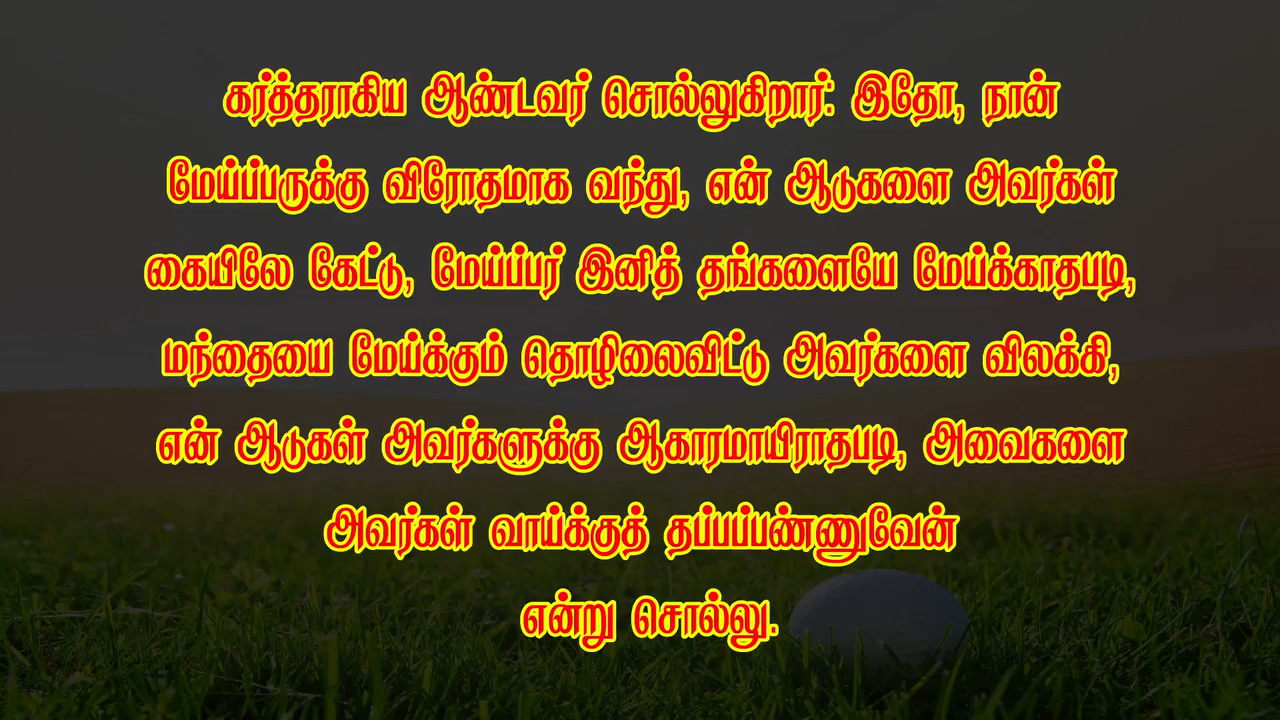 கர்த்தராகிய ஆண்டவர் சொல்லுகிறார்: இதோ, நான்
மேய்ப்பருக்கு விரோதமாக வந்து, என் ஆடுகளை அவர்கள்
கையிலே கேட்டு, மேய்ப்பர் இனித் தங்களையே மேய்க்காதபடி,
மந்தையை மேய்க்கும் தொழிலைவிட்டு அவர்களை விலக்கி,
என் ஆடுகள் அவர்களுக்கு ஆகாரமாயிராதபடி, அவைகளை
அவர்கள் வாய்க்குத் தப்பப்பண்ணுவேன்
என்று சொல்லு.